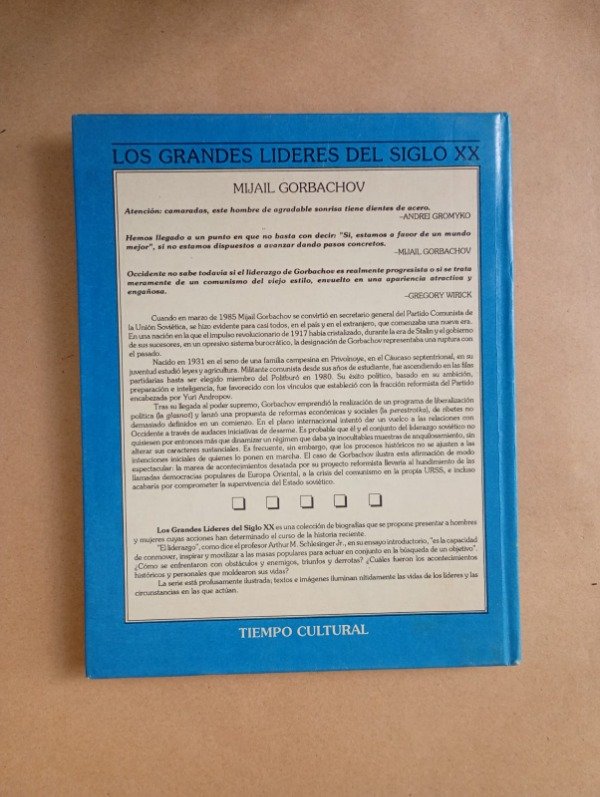 LOS GRANDES LIDERES DEL SIGLO XX
MIJAIL GORBACHOV
Atención: camaradas, este hombre de agradable sonrisa tiene dientes de acero.
–ANDREI GROMYKO
Hemos llegado a un punto en que no basta con decir: "Si, estamos a favor de un mundo
mejor", si no estamos dispuestos a avanzar dando pasos concretos.
–MIJAIL GORBACHOV
Occidente no sabe todavía si el liderazgo de Gorbachov es realmente progresista o si se trata
meramente de un comunismo del viejo estilo, envuelto en una apariencia atractiva y
engañosa.
–GREGORY WIRICK
Cuando en marzo de 1985 Mijail Gorbachov se convirtió en secretario general del Partido Comunista de
la Unión Soviética, se hizo evidente para casi todos, en el país y en el extranjero, que comenzaba una nueva era.
En una nación en la que el impulso revolucionario de 1917 había cristalizado, durante la era de Stalin y el gobierno
de sus sucesores, en un opresivo sistema burocrático, la designación de Gorbachov representaba una ruptura con
el pasado.
Nacido en 1931 en el seno de una familia campesina en Privolnoye, en el Cáucaso septentrional, en su
juventud estudió leyes y agricultura. Militante comunista desde sus años de estudiante, fue ascendiendo en las filas
partidarias hasta ser elegido miembro del Politburó en 1980. Su éxito político, basado en su ambición,
preparación e inteligencia, fue favorecido con los vínculos que estableció con la fracción reformista del Partido
encabezada por Yuri Andropov.
Tras su llegada al poder supremo, Gorbachov emprendió la realización de un programa de liberalización
política (la glasnot) y lanzó una propuesta de reformas económicas y sociales (la perestroika), de ribetes no
demasiado definidos en un comienzo. En el plano internacional intentó dar un vuelco a las relaciones con
Occidente a través de audaces iniciativas de desarme. Es probable que él y el conjunto del liderazgo soviético no
quisiesen por entonces más que dinamizar un régimen que daba ya inocultables muestras de anquilosamiento, sin
alterar sus caracteres sustanciales. Es frecuente, sin embargo, que los procesos históricos no se ajusten a las
intenciones iniciales de quienes lo ponen en marcha. El caso de Gorbachov ilustra esta afirmación de modo
espectacular: la marea de acontecimientos desatada por su proyecto reformista llevaría al hundimiento de las
llamadas democracias populares de Europa Oriental, a la crisis del comunismo en la propia URSS, e incluso
acabaría por comprometer la supervivencia del Estado soviético.
Los Grandes Lideres del Siglo XX es una colección de biografías que se propone presentar a hombres
y mujeres cuyas acciones han determinado el curso de la historia reciente.
"El liderazgo", como dice el profesor Arthur M. Schlesinger Jr., en su ensayo introductorio, "es la capacidad
de conmover, inspirar y movilizar a las masas populares para actuar en conjunto en la búsqueda de un objetivo".
¿Cómo se enfrentaron con obstáculos y enemigos, triunfos y derrotas? ¿Cuáles fueron los acontecimientos
históricos y personales que moldearon sus vidas?
La serie está profusamente ilustrada; textos e imágenes iluminan nítidamente las vidas de los líderes y las
circunstancias en las que actúan.
TIEMPO CULTURAL